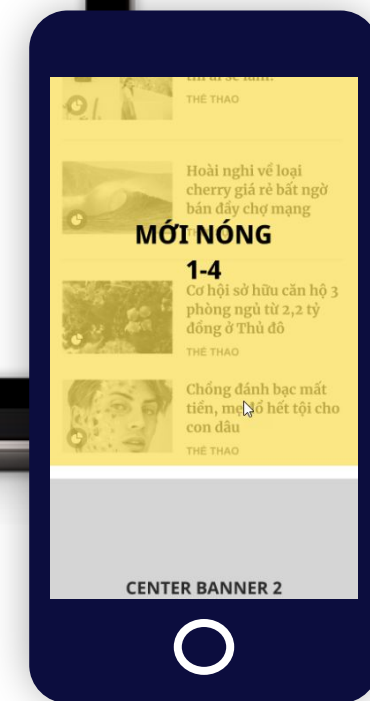 THỂ THAO
Hoài nghi về loại
cherry giá rẻ bất ngờ
bán đầy chợ mạng
MỚI NÓNG
1-4
Cơ hội sở hữu căn hộ 3
phòng ngủ từ 2,2 tỷ
đồng ở Thủ đô
THỂ THAO
Chồng đánh bạc mất
tiền, mẹ đổ hết tội cho
con dâu
THỂ THAO
CENTER BANNER 2